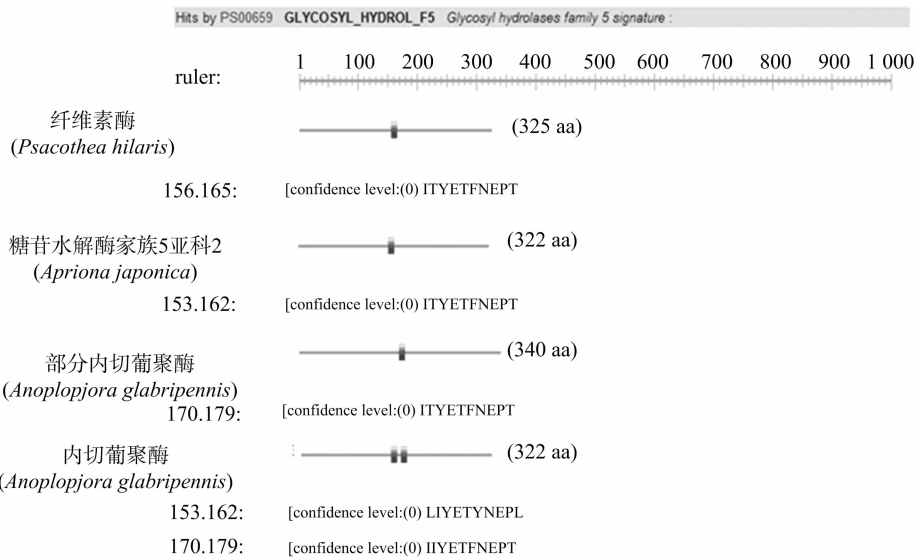 Hits by PS00659 GLYCOSYL_HYDROL_F5 Glycosyl hydrolases family 5 signature :
ruler: 1 100 200 300 400 500 600 700 800 900 1 000
纤维素酶 (325 aa)
(Psacothea hilaris)
156.165: [confidence level:(0) ITYETFNEPT
糖苷水解酶家族5亚科2 (322 aa)
(Apriona japonica)
153.162: [confidence level:(0) ITYETFNEPT
部分内切葡聚酶 (340 aa)
(Anoplopjora glabripennis)
170.179: [confidence level:(0) ITYETFNEPT
内切葡聚酶 (322 aa)
(Anoplopjora glabripennis)
153.162: [confidence level:(0) LIYETYNEPL
170.179: [confidence level:(0) IIYETFNEPT